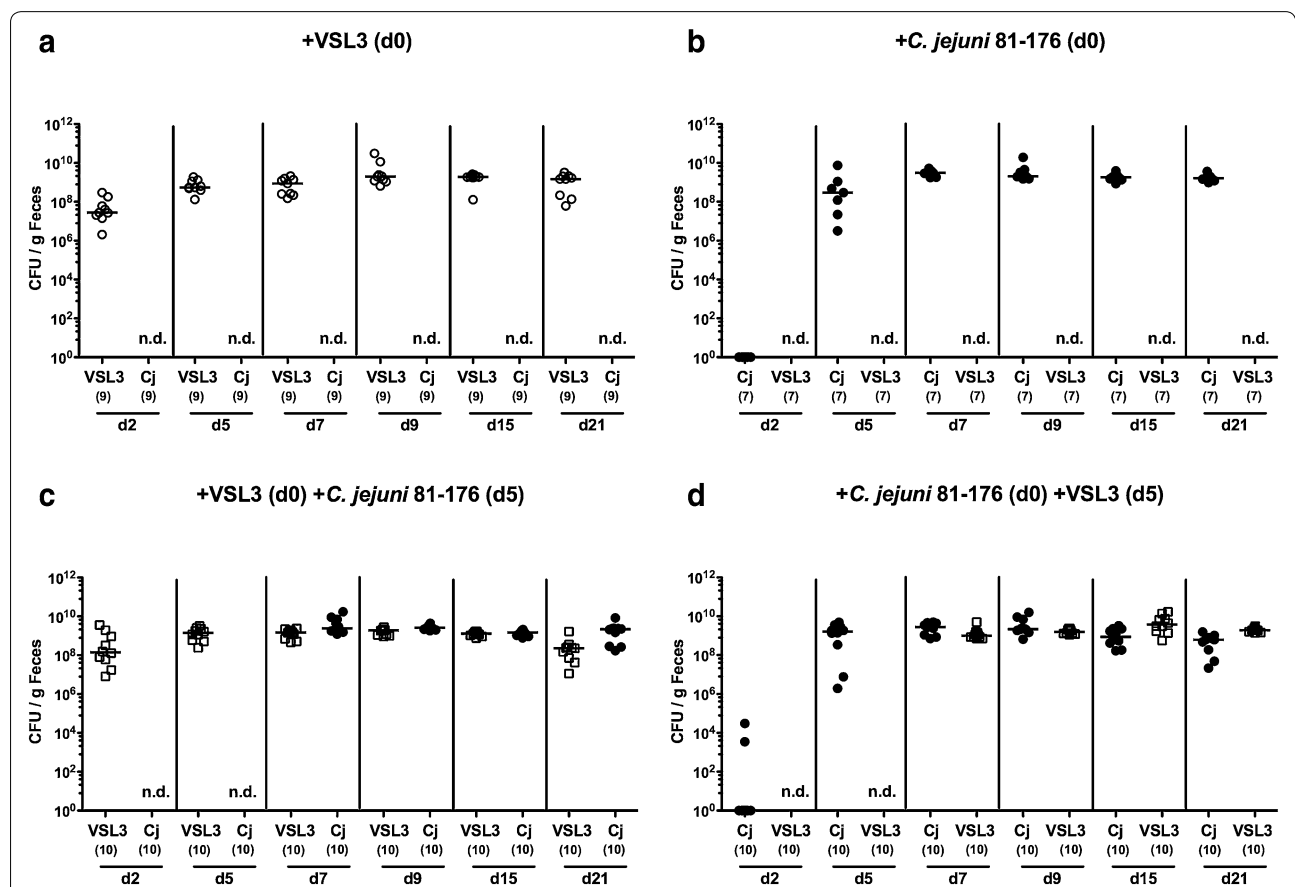 a
+VSL3 (d0)
CFU / g Feces
10^12
10^10
10^8
10^6
10^4
10^2
10^0
n.d. n.d. n.d. n.d. n.d. n.d.
VSL3 Cj VSL3 Cj VSL3 Cj VSL3 Cj VSL3 Cj VSL3 Cj
(9) (9) (9) (9) (9) (9) (9) (9) (9) (9) (9) (9)
d2 d5 d7 d9 d15 d21
b
+C. jejuni 81-176 (d0)
CFU / g Feces
10^12
10^10
10^8
10^6
10^4
10^2
10^0
n.d. n.d. n.d. n.d. n.d. n.d.
Cj VSL3 Cj VSL3 Cj VSL3 Cj VSL3 Cj VSL3 Cj VSL3
(7) (7) (7) (7) (7) (7) (7) (7) (7) (7) (7) (7)
d2 d5 d7 d9 d15 d21
c
+VSL3 (d0) +C. jejuni 81-176 (d5)
CFU / g Feces
10^12
10^10
10^8
10^6
10^4
10^2
10^0
n.d. n.d.
VSL3 Cj VSL3 Cj VSL3 Cj VSL3 Cj VSL3 Cj VSL3 Cj
(10) (10) (10) (10) (10) (10) (10) (10) (10) (10) (10) (10)
d2 d5 d7 d9 d15 d21
d
+C. jejuni 81-176 (d0) +VSL3 (d5)
CFU / g Feces
10^12
10^10
10^8
10^6
10^4
10^2
10^0
n.d. n.d.
Cj VSL3 Cj VSL3 Cj VSL3 Cj VSL3 Cj VSL3 Cj VSL3
(10) (10) (10) (10) (10) (10) (10) (10) (10) (10) (10) (10)
d2 d5 d7 d9 d15 d21